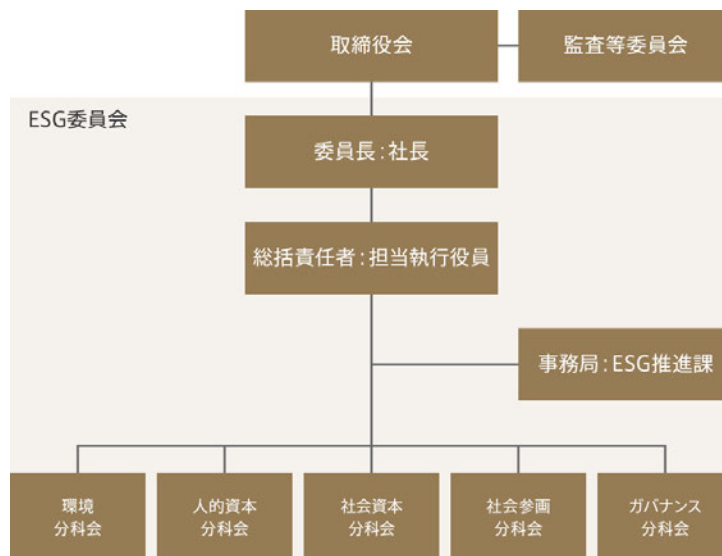 取締役会
監査等委員会
ESG委員会
委員長:社長
総括責任者:担当執行役員
事務局:ESG推進課
環境
分科会
人的資本
分科会
社会資本
分科会
社会参画
分科会
ガバナンス
分科会